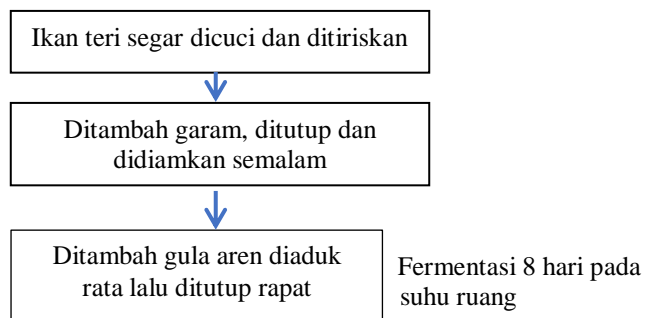 Ikan teri segar dicuci dan ditiriskan
Ditambah garam, ditutup dan
didiamkan semalam
Ditambah gula aren diaduk
rata lalu ditutup rapat
Fermentasi 8 hari pada
suhu ruang